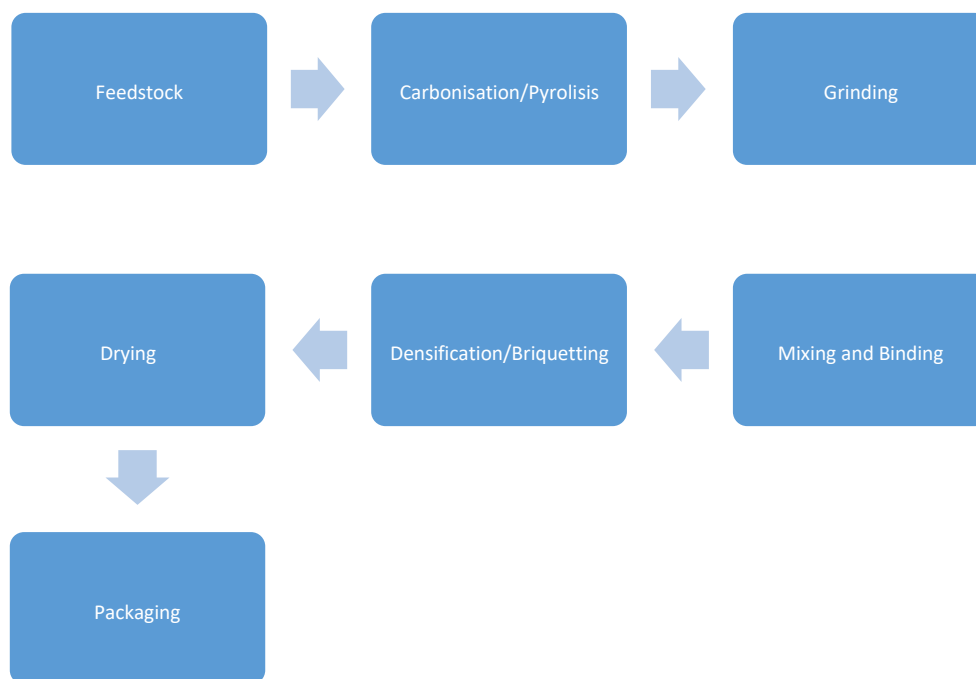 Feedstock
Carbonisation/Pyrolisis
Grinding
Mixing and Binding
Densification/Briquetting
Drying
Packaging